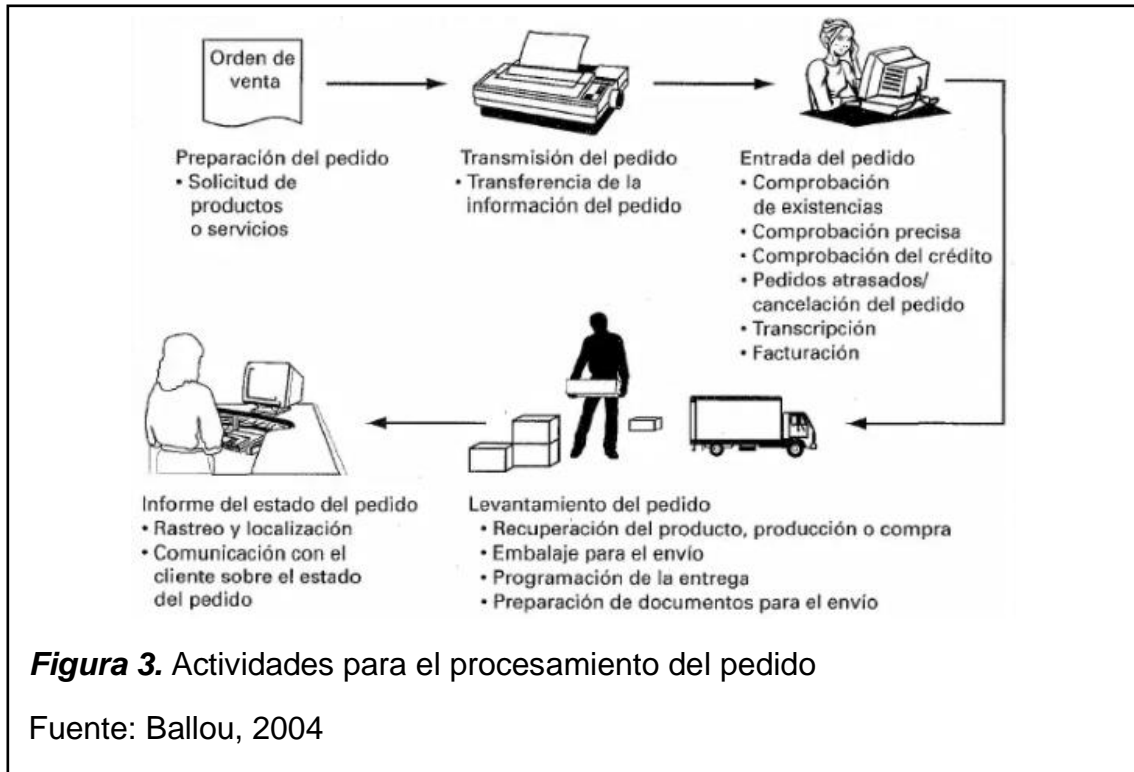 Orden de
venta
Preparación del pedido
• Solicitud de
productos
o servicios
Transmisión del pedido
• Transferencia de la
información del pedido
Entrada del pedido
• Comprobación
de existencias
• Comprobación precisa
• Comprobación del crédito
• Pedidos atrasados/
cancelación del pedido
• Transcripción
• Facturación
Levantamiento del pedido
• Recuperación del producto, producción o compra
• Embalaje para el envío
• Programación de la entrega
• Preparación de documentos para el envío
Informe del estado del pedido
• Rastreo y localización
• Comunicación con el
cliente sobre el estado
del pedido
Figura 3. Actividades para el procesamiento del pedido
Fuente: Ballou, 2004